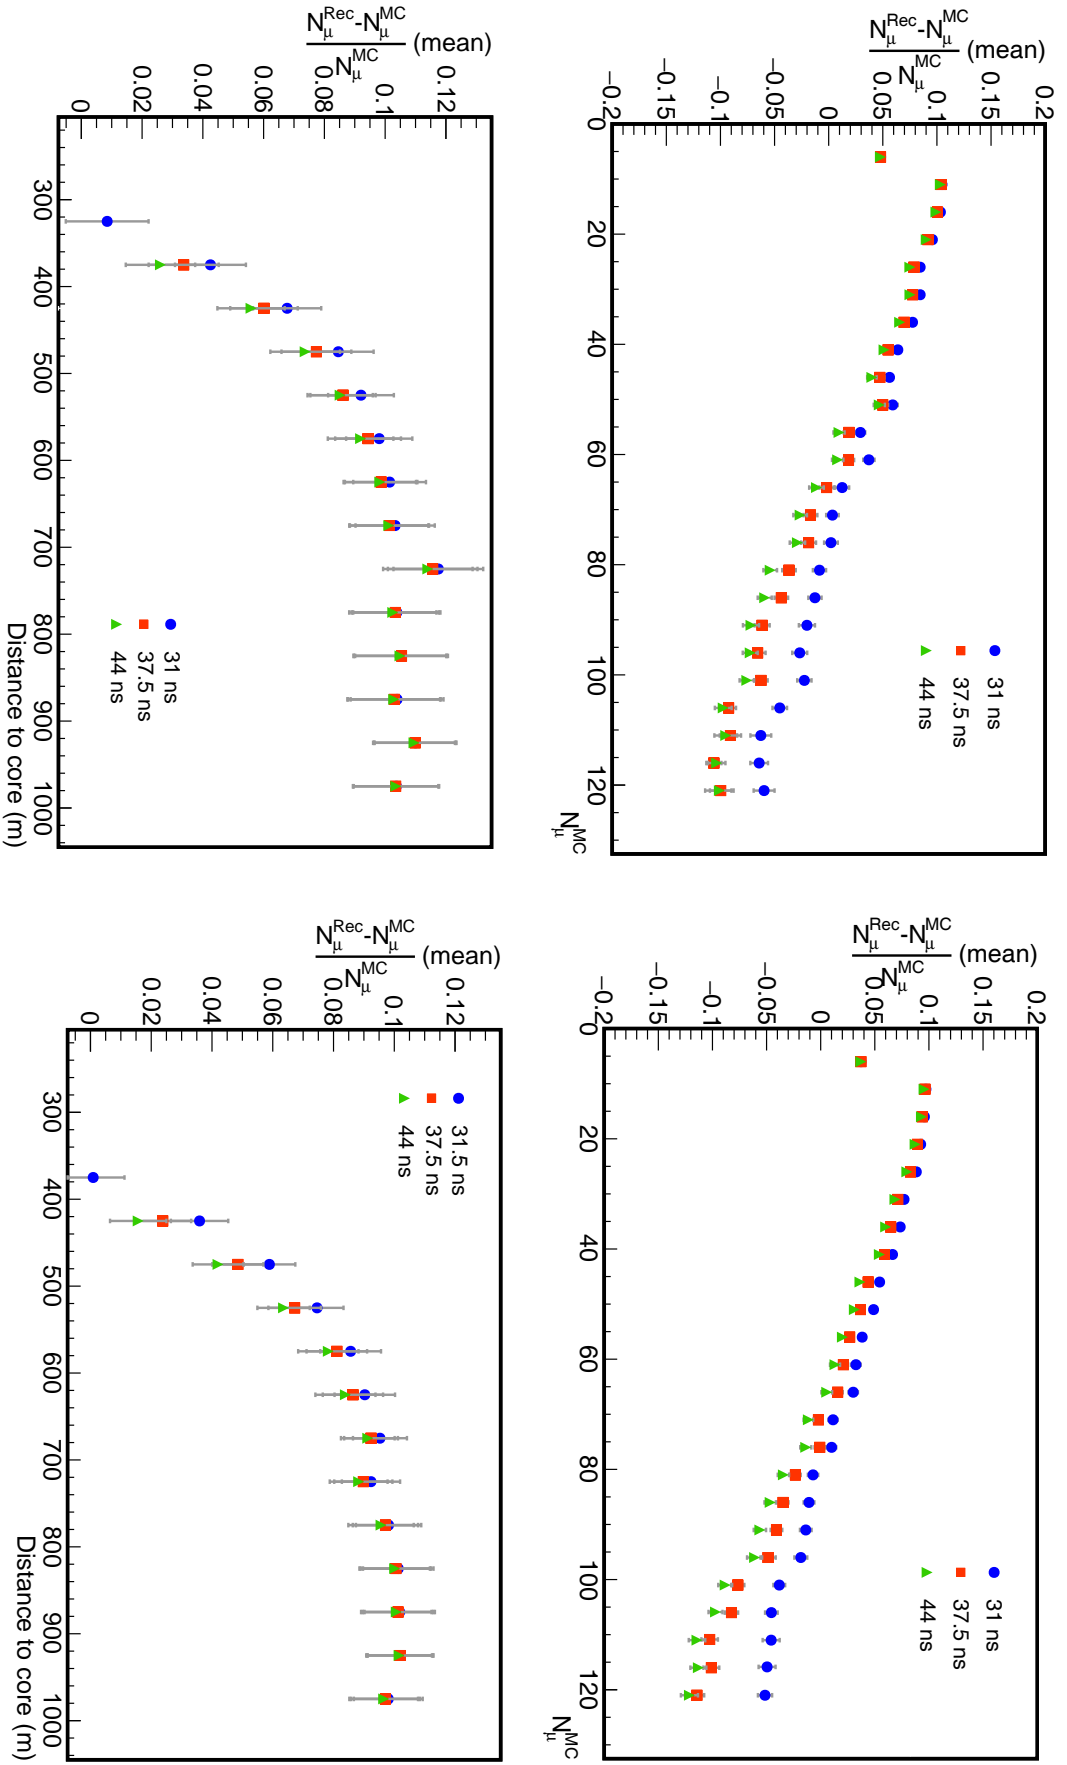 N_μ^Rec-N_μ^MC
N_μ^MC
(mean)
0.2
0.15
0.1
0.05
0
−0.05
−0.1
−0.15
−0.2
31 ns
37.5 ns
44 ns
0 20 40 60 80 100 120
N_μ^MC
N_μ^Rec-N_μ^MC
N_μ^MC
(mean)
0.2
0.15
0.1
0.05
0
−0.05
−0.1
−0.15
−0.2
31 ns
37.5 ns
44 ns
0 20 40 60 80 100 120
N_μ^MC
N_μ^Rec-N_μ^MC
N_μ^MC
(mean)
0.12
0.1
0.08
0.06
0.04
0.02
0
31 ns
37.5 ns
44 ns
300 400 500 600 700 800 900 1000
Distance to core (m)
N_μ^Rec-N_μ^MC
N_μ^MC
(mean)
0.12
0.1
0.08
0.06
0.04
0.02
0
31.5 ns
37.5 ns
44 ns
300 400 500 600 700 800 900 1000
Distance to core (m)